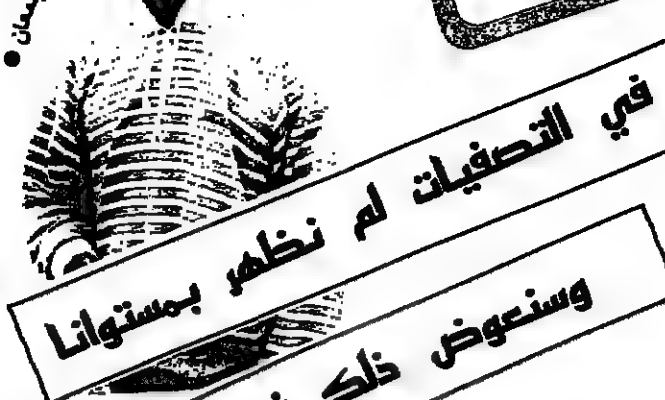 في التصفيات لم نظهر بمستوانا
وسنعوض ذلك